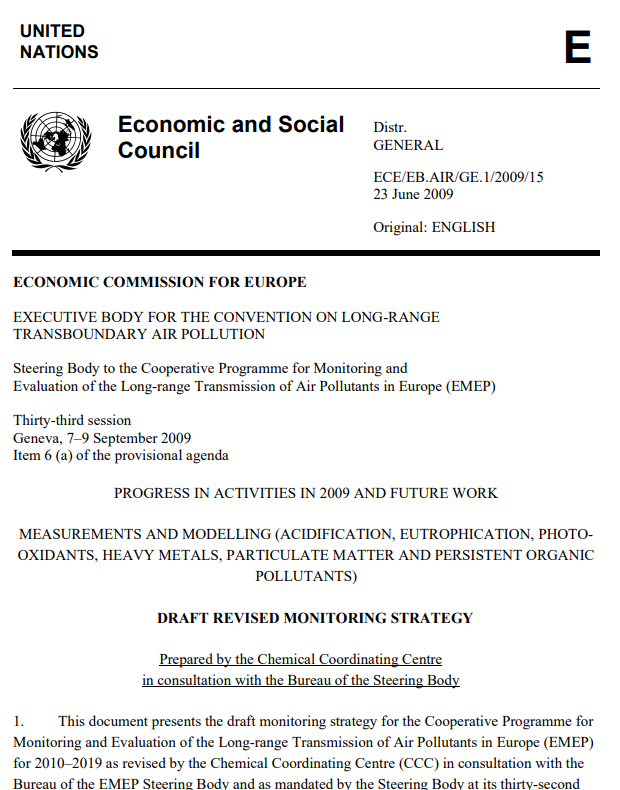 UNITED
NATIONS
E
Economic and Social
Council
Distr.
GENERAL
ECE/EB.AIR/GE.1/2009/15
23 June 2009
Original: ENGLISH
ECONOMIC COMMISSION FOR EUROPE
EXECUTIVE BODY FOR THE CONVENTION ON LONG-RANGE
TRANSBOUNDARY AIR POLLUTION
Steering Body to the Cooperative Programme for Monitoring and
Evaluation of the Long-range Transmission of Air Pollutants in Europe (EMEP)
Thirty-third session
Geneva, 7–9 September 2009
Item 6 (a) of the provisional agenda
PROGRESS IN ACTIVITIES IN 2009 AND FUTURE WORK
MEASUREMENTS AND MODELLING (ACIDIFICATION, EUTROPHICATION, PHOTO-
OXIDANTS, HEAVY METALS, PARTICULATE MATTER AND PERSISTENT ORGANIC
POLLUTANTS)
DRAFT REVISED MONITORING STRATEGY
Prepared by the Chemical Coordinating Centre
in consultation with the Bureau of the Steering Body
1. This document presents the draft monitoring strategy for the Cooperative Programme for
Monitoring and Evaluation of the Long-range Transmission of Air Pollutants in Europe (EMEP)
for 2010–2019 as revised by the Chemical Coordinating Centre (CCC) in consultation with the
Bureau of the EMEP Steering Body and as mandated by the Steering Body at its thirty-second